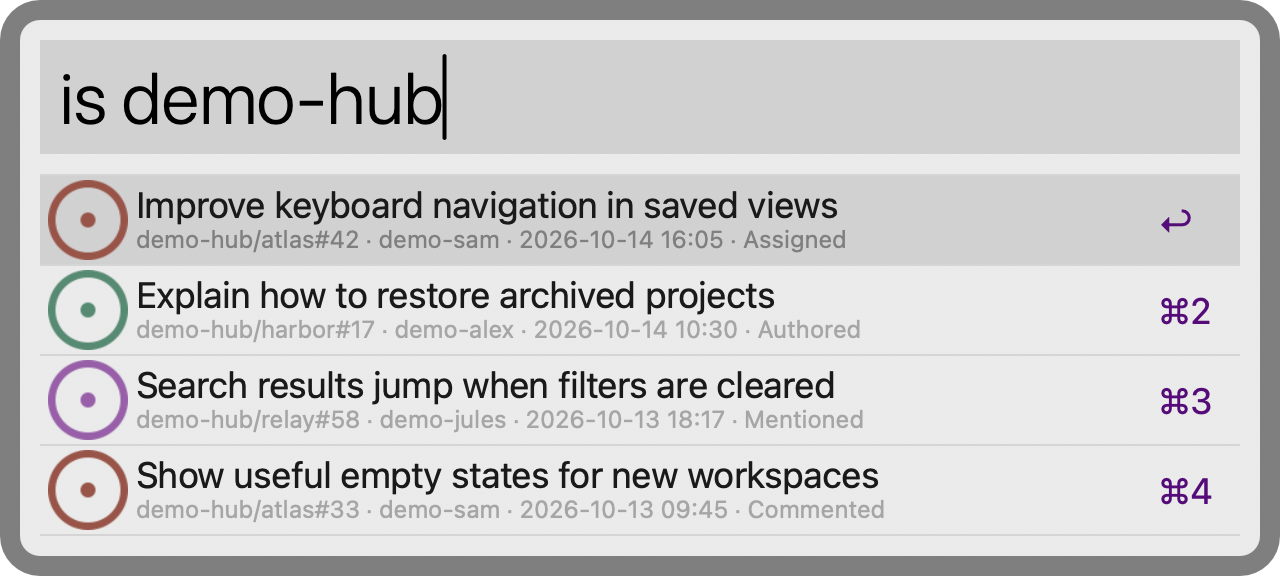 is demo-hub
Improve keyboard navigation in saved views
demo-hub/atlas#42 · demo-sam · 2026-10-14 16:05 · Assigned
↩
Explain how to restore archived projects
demo-hub/harbor#17 · demo-alex · 2026-10-14 10:30 · Authored
⌘2
Search results jump when filters are cleared
demo-hub/relay#58 · demo-jules · 2026-10-13 18:17 · Mentioned
⌘3
Show useful empty states for new workspaces
demo-hub/atlas#33 · demo-sam · 2026-10-13 09:45 · Commented
⌘4